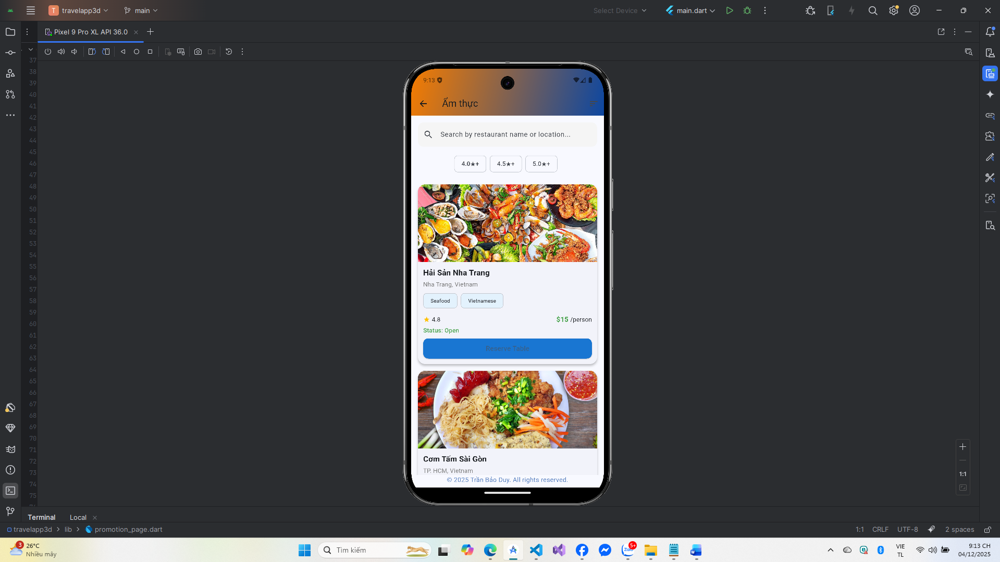 T travelapp3d
main
Select Device
main.dart
Pixel 9 Pro XL API 36.0
37
38
39
40
41
42
43
44
45
46
47
48
49
50
51
52
53
54
55
56
57
58
59
60
61
62
63
64
65
66
67
68
69
70
71
72
73
74
75
9:13
Ẩm thực
Search by restaurant name or location...
4.0★+
4.5★+
5.0★+
Hải Sản Nha Trang
Nha Trang, Vietnam
Seafood
Vietnamese
4.8
$15 /person
Status: Open
Reserve Table
Cơm Tấm Sài Gòn
TP. HCM, Vietnam
© 2025 Trần Bảo Duy. All rights reserved.
1:1
Terminal
Local
travelapp3d > lib > promotion_page.dart
1:1
CRLF
UTF-8
2 spaces
3
26°C
Nhiều mây
Tìm kiếm
Zalo
5+
VIE
TL
9:13 CH
04/12/2025